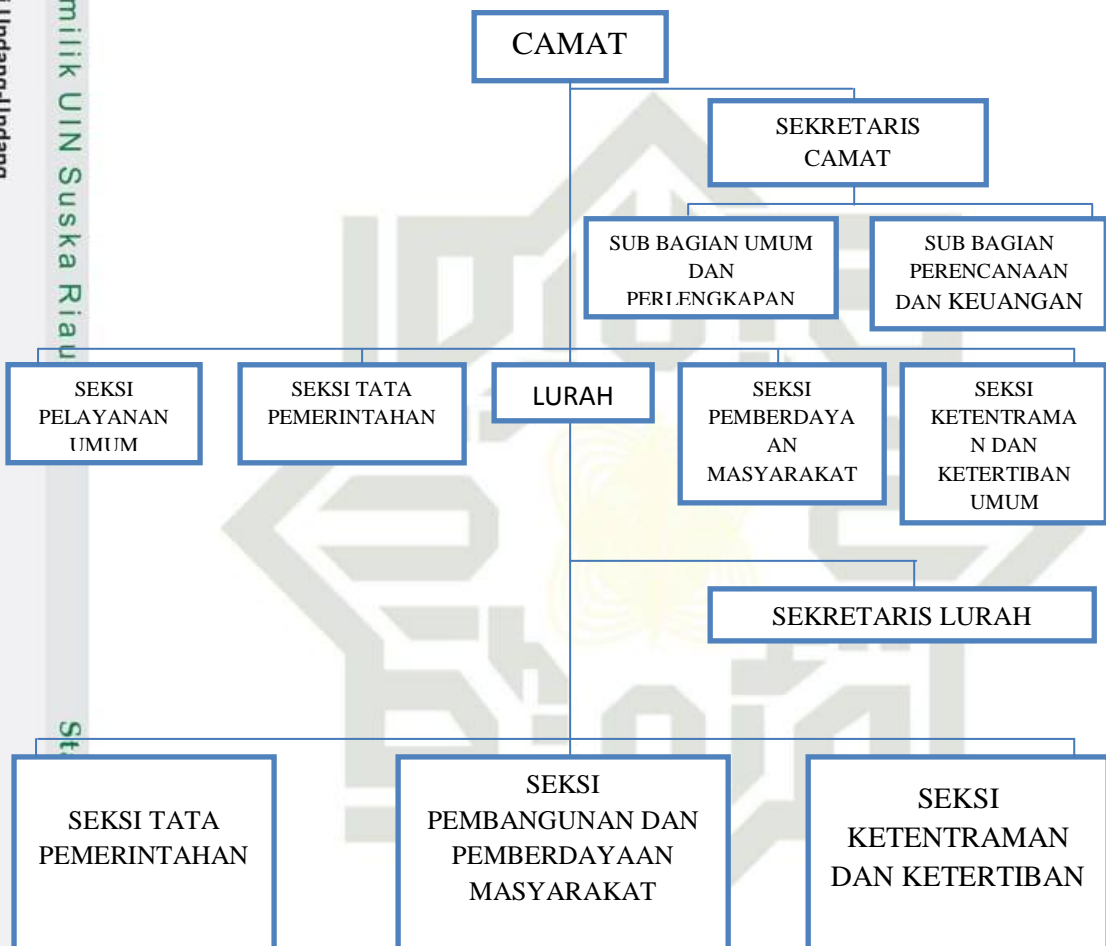 milik UIN Suska Riau
Undang-Undang
CAMAT
SEKRETARIS
CAMAT
SUB BAGIAN UMUM
DAN
PERLENGKAPAN
SUB BAGIAN
PERENCANAAN
DAN KEUANGAN
SEKSI
PELAYANAN
UMUM
SEKSI TATA
PEMERINTAHAN
LURAH
SEKSI
PEMBERDAYA
AN
MASYARAKAT
SEKSI
KETENTRAMA
N DAN
KETERTIBAN
UMUM
SEKRETARIS LURAH
SEKSI TATA
PEMERINTAHAN
SEKSI
PEMBANGUNAN DAN
PEMBERDAYAAN
MASYARAKAT
SEKSI
KETENTRAMAN
DAN KETERTIBAN